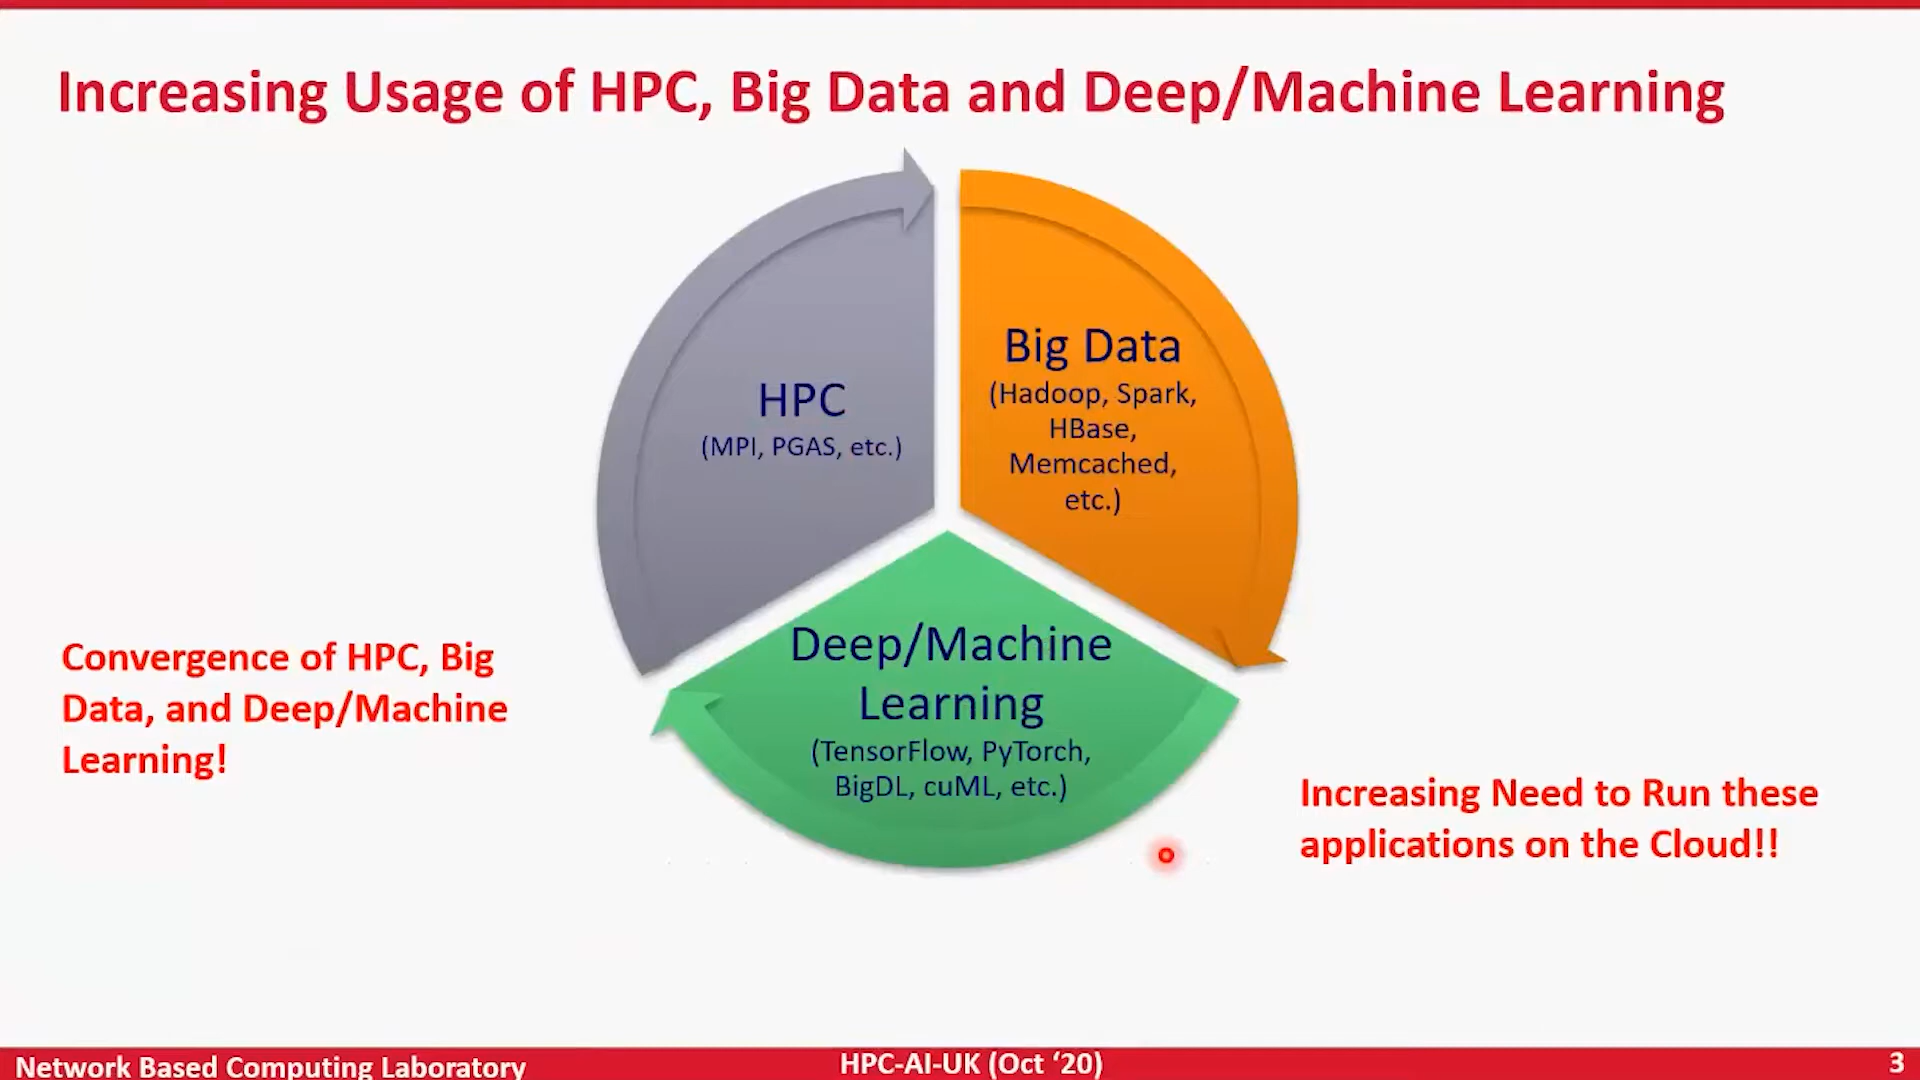 Increasing Usage of HPC, Big Data and Deep/Machine Learning
HPC
(MPI, PGAS, etc.)
Big Data
(Hadoop, Spark,
HBase,
Memcached,
etc.)
Deep/Machine
Learning
(TensorFlow, PyTorch,
BigDL, cuML, etc.)
Convergence of HPC, Big
Data, and Deep/Machine
Learning!
Increasing Need to Run these
applications on the Cloud!!
Network Based Computing Laboratory
HPC-AI-UK (Oct ‘20)
3